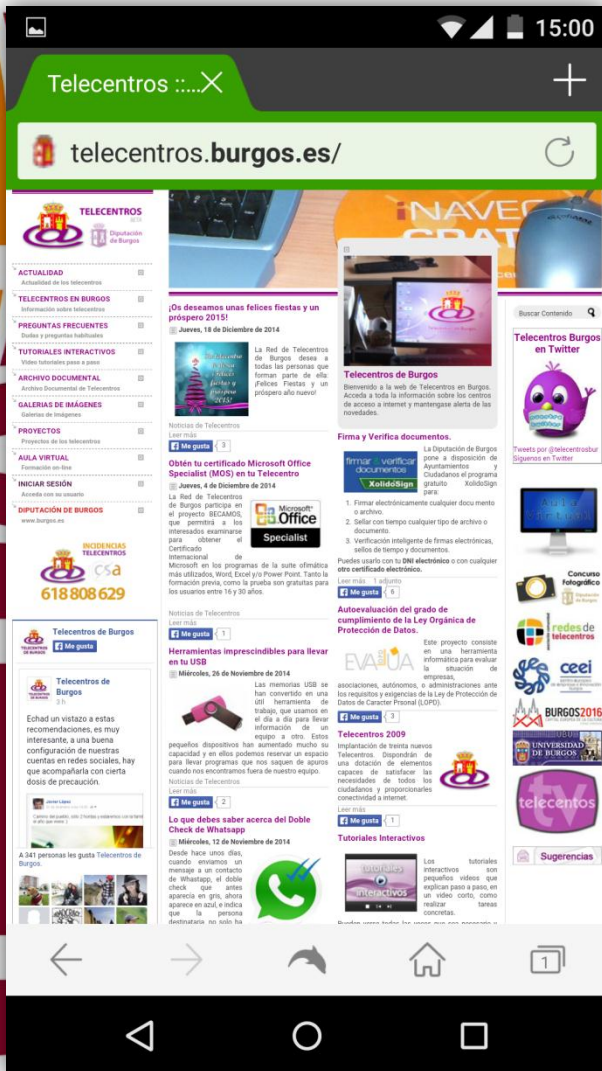 15:00
Telecentros ::...
telecentros.burgos.es/
TELECENTROS
Diputación
de Burgos
ACTUALIDAD
Actualidad de los telecentros
TELECENTROS EN BURGOS
Información sobre telecentros
PREGUNTAS FRECUENTES
Dudas y preguntas habituales
TUTORIALES INTERACTIVOS
Video tutoriales paso a paso
ARCHIVO DOCUMENTAL
Archivo Documental de Telecentros
GALERIAS DE IMÁGENES
Galerias de Imágenes
PROYECTOS
Proyectos de los telecentros
AULA VIRTUAL
Formación on-line
INICIAR SESIÓN
Acceda con su usuario
DIPUTACIÓN DE BURGOS
www.burgos.es
INCIDENCIAS
TELECENTROS
csa
618 808 629
Telecentros de Burgos
Me gusta
Telecentros de
Burgos
3 h
Echad un vistazo a estas
recomendaciones, es muy
interesante, a una buena
configuración de nuestras
cuentas en redes sociales, hay
que acompañarla con cierta
dosis de precaución.
A 341 personas les gusta Telecentros de
Burgos.
¡Os deseamos unas felices fiestas y un
próspero 2015!
Jueves, 18 de Diciembre de 2014
La Red de Telecentros
de Burgos desea a
todas las personas que
forman parte de ella:
¡Felices Fiestas y un
próspero año nuevo!
Noticias de Telecentros
Leer más
Me gusta 3
Obtén tu certificado Microsoft Office
Specialist (MOS) en tu Telecentro
Jueves, 4 de Diciembre de 2014
La Red de Telecentros
de Burgos participa en
el proyecto BECAMOS,
que permitirá a los
interesados examinarse
para obtener el
Certificado
Internacional de
Microsoft en los programas de la suite ofimática
más utilizados, Word, Excel y/o Power Point. Tanto la
formación previa, como la prueba son gratuitas para
los usuarios entre 16 y 30 años.
Microsoft
Office
Specialist
Noticias de Telecentros
Leer más
Me gusta 1
Herramientas imprescindibles para llevar
en tu USB
Miércoles, 26 de Noviembre de 2014
Las memorias USB se
han convertido en una
útil herramienta de
trabajo, que usamos en
el día a día para llevar
información de un
equipo a otro. Estos
pequeños dispositivos han aumentado mucho su
capacidad y en ellos podemos reservar un espacio
para llevar programas que nos saquen de apuros
cuando nos encontramos fuera de nuestro equipo.
Noticias de Telecentros
Leer más
Me gusta 2
Lo que debes saber acerca del Doble
Check de Whatsapp
Miércoles, 12 de Noviembre de 2014
Desde hace unos días,
cuando enviamos un
mensaje a un contacto
de Whastapp, el doble
check que antes
aparecía en gris, ahora
aparece en azul, e indica
que la persona
destinataria no solo ha
iNAVE
GRAT
Telecentros de Burgos
Bienvenido a la web de Telecentros en Burgos.
Acceda a toda la información sobre los centros
de acceso a internet y mantengase alerta de las
novedades.
Firma y Verifica documentos.
firmar y verificar
documentos
XolidoSign
La Diputación de Burgos
pone a disposición de
Ayuntamientos y
Ciudadanos el programa
gratuito XolidoSign
para:
1. Firmar electrónicamente cualquier docu mento
o archivo.
2. Sellar con tiempo cualquier tipo de archivo o
documento.
3. Verificación inteligente de firmas electrónicas,
sellos de tiempo y documentos.
Puedes usarlo con tu DNI electrónico o con cualquier
otro certificado electrónico.
Leer más 1 adjunto
Me gusta 6
Autoevaluación del grado de
cumplimiento de la Ley Orgánica de
Protección de Datos.
EVALÚA
Este proyecto consiste
en una herramienta
informática para evaluar
la situación de
empresas,
asociaciones, autónomos, o administraciones ante
los requisitos y exigencias de la Ley de Protección de
Datos de Caracter Prsonal (LOPD).
Me gusta 3
Telecentros 2009
Implantación de treinta nuevos
Telecentros. Dispondrán de
una dotación de elementos
capaces de satisfacer las
necesidades de todos los
ciudadanos y proporcionarles
conectividad a internet.
Leer más
Me gusta 1
Tutoriales Interactivos
tutoriales
interactivos
Los tutoriales
interactivos son
pequeños videos que
explican paso a paso, en
un video corto, como
realizar tareas
concretas.
Buscar Contenido
Telecentros Burgos
en Twitter
Tweets por @telecentrosbur
Síguenos en Twitter
Aula
Virtual
Concurso
Fotográfico
redes de
telecentros
ceei
BURGOS2016
UNIVERSIDAD
DE BURGOS
tv
telecentos
Sugerencias
1